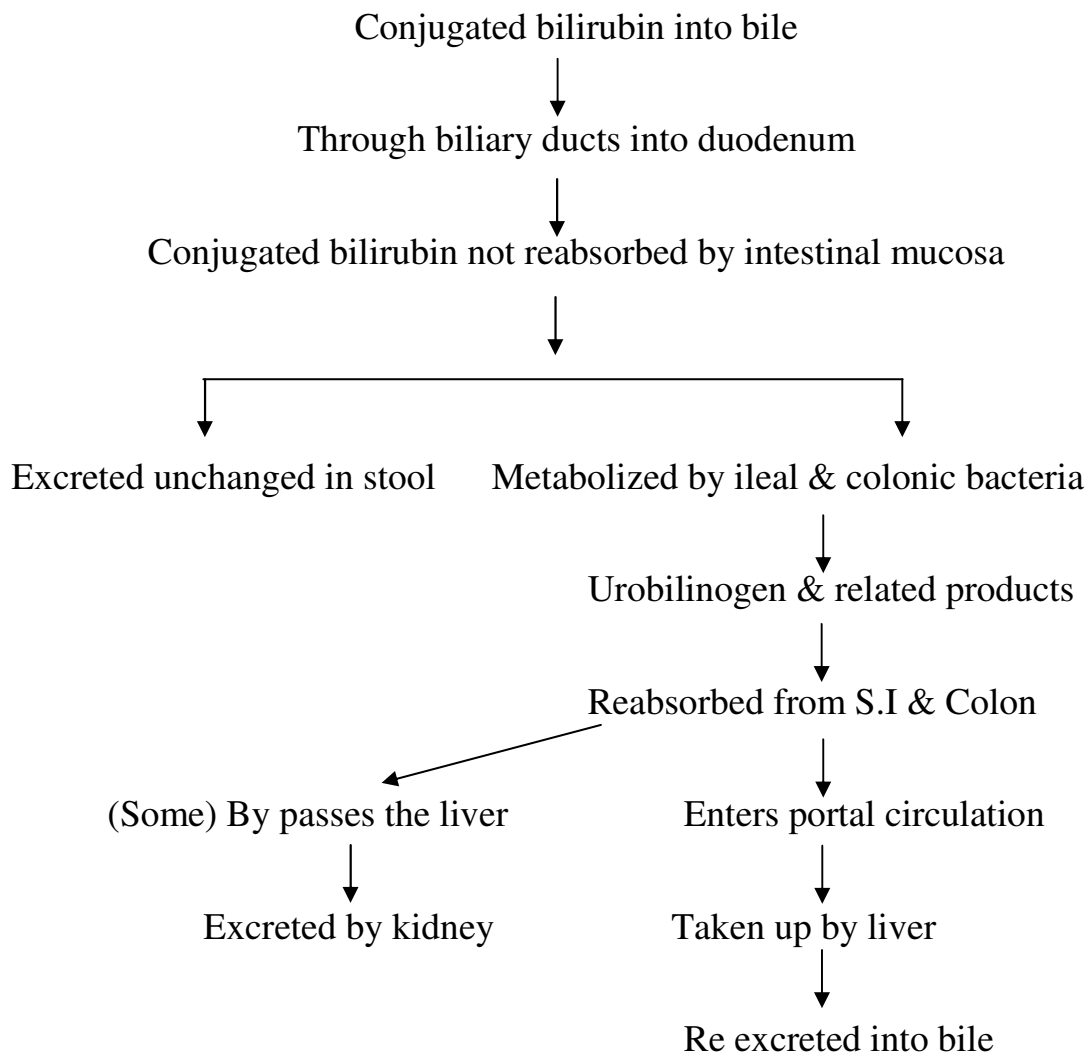 Conjugated bilirubin into bile
Through biliary ducts into duodenum
Conjugated bilirubin not reabsorbed by intestinal mucosa
Excreted unchanged in stool
Metabolized by ileal & colonic bacteria
Urobilinogen & related products
Reabsorbed from S.I & Colon
(Some) By passes the liver
Enters portal circulation
Excreted by kidney
Taken up by liver
Re excreted into bile